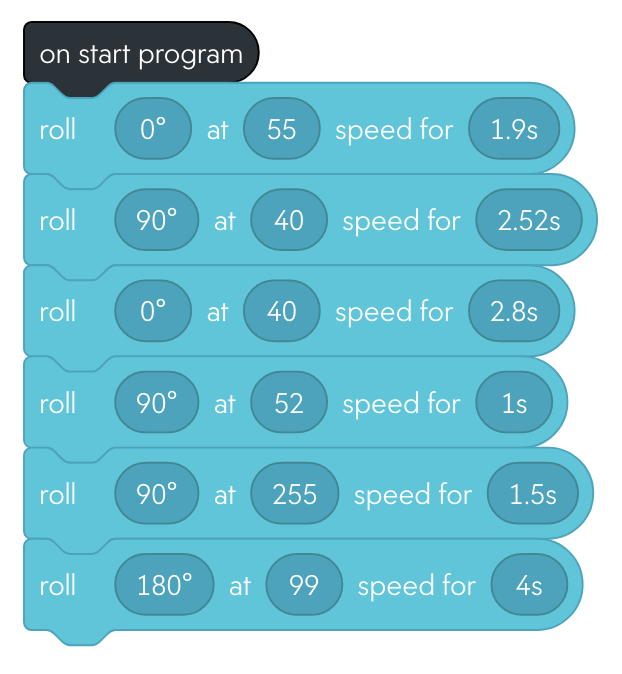 on start program
roll 0° at 55 speed for 1.9s
roll 90° at 40 speed for 2.52s
roll 0° at 40 speed for 2.8s
roll 90° at 52 speed for 1s
roll 90° at 255 speed for 1.5s
roll 180° at 99 speed for 4s